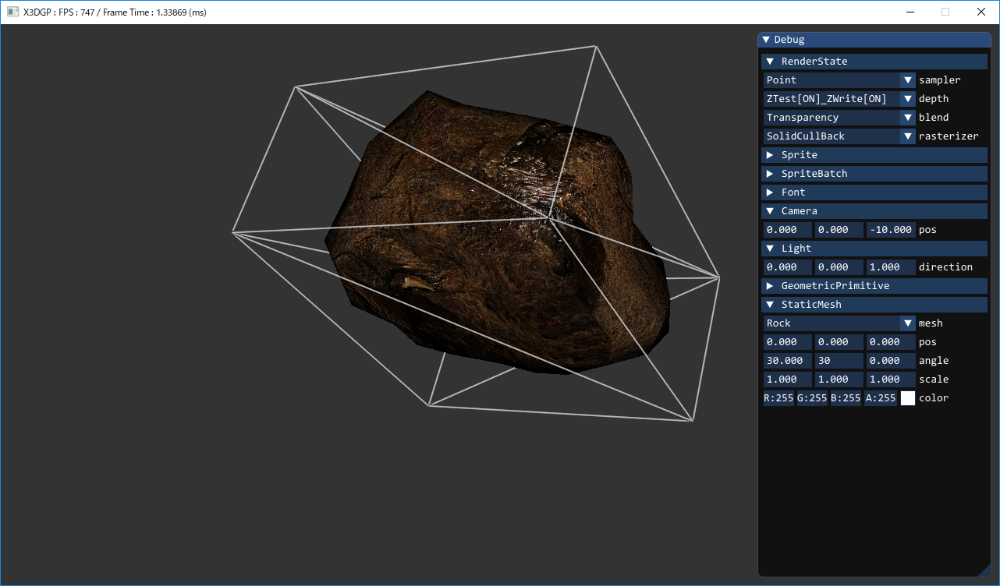 X3DGP : FPS : 747 / Frame Time : 1.33869 (ms)
Debug
RenderState
Point sampler
ZTest[ON]_ZWrite[ON] depth
Transparency blend
SolidCullBack rasterizer
Sprite
SpriteBatch
Font
Camera
0.000 0.000 -10.000 pos
Light
0.000 0.000 1.000 direction
GeometricPrimitive
StaticMesh
Rock mesh
0.000 0.000 0.000 pos
30.000 30 0.000 angle
1.000 1.000 1.000 scale
R:255 G:255 B:255 A:255 color